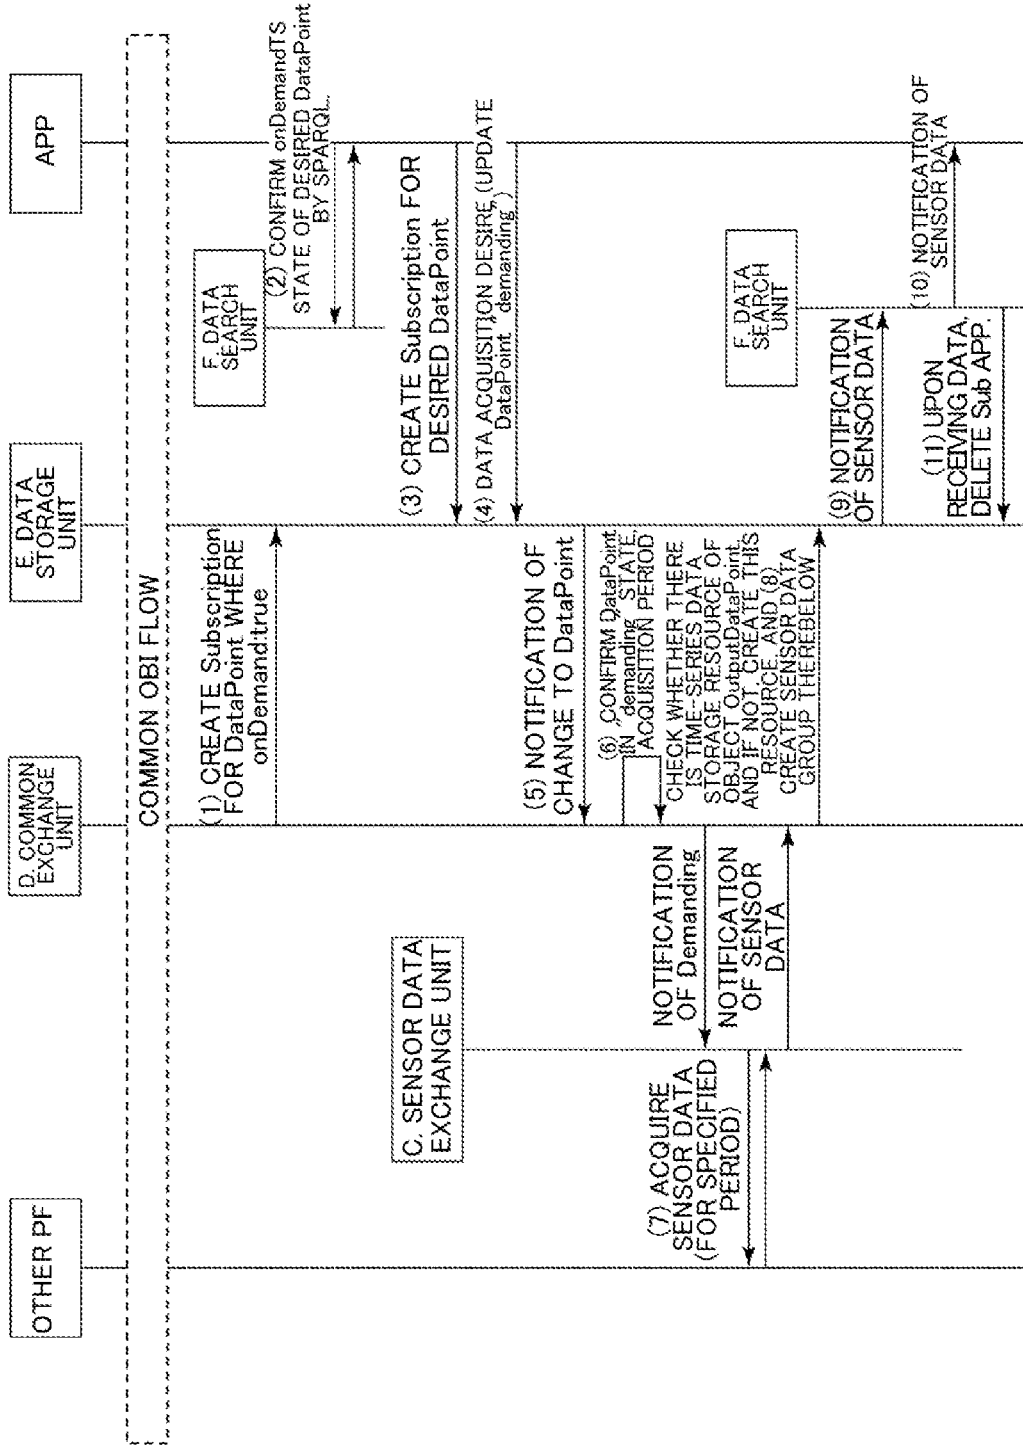 OTHER PF
D. COMMON
EXCHANGE
UNIT
E. DATA
STORAGE
UNIT
APP
COMMON OBI FLOW
(1) CREATE Subscription
FOR DataPoint WHERE
onDemand:true
F. DATA
SEARCH
UNIT
(2) CONFIRM onDemandTS
STATE OF DESIRED DataPoint
BY SPARQL.
(3) CREATE Subscription FOR
DESIRED DataPoint
(4) DATA ACQUISITION DESIRE (UPDATE
DataPoint "demanding")
(5) NOTIFICATION OF
CHANGE TO DataPoint
(6) CONFIRM DataPoint
IN "demanding" STATE,
ACQUISITION PERIOD
C. SENSOR DATA
EXCHANGE UNIT
NOTIFICATION
OF Demanding
(7) ACQUIRE
SENSOR DATA
(FOR SPECIFIED
PERIOD)
NOTIFICATION
OF SENSOR
DATA
CHECK WHETHER THERE
IS TIME-SERIES DATA
STORAGE RESOURCE OF
OBJECT OutputDataPoint,
AND IF NOT, CREATE THIS
RESOURCE, AND (8)
CREATE SENSOR DATA
GROUP THEREBELOW
F. DATA
SEARCH
UNIT
(9) NOTIFICATION
OF SENSOR DATA
(10) NOTIFICATION OF
SENSOR DATA
(11) UPON
RECEIVING DATA,
DELETE Sub APP.